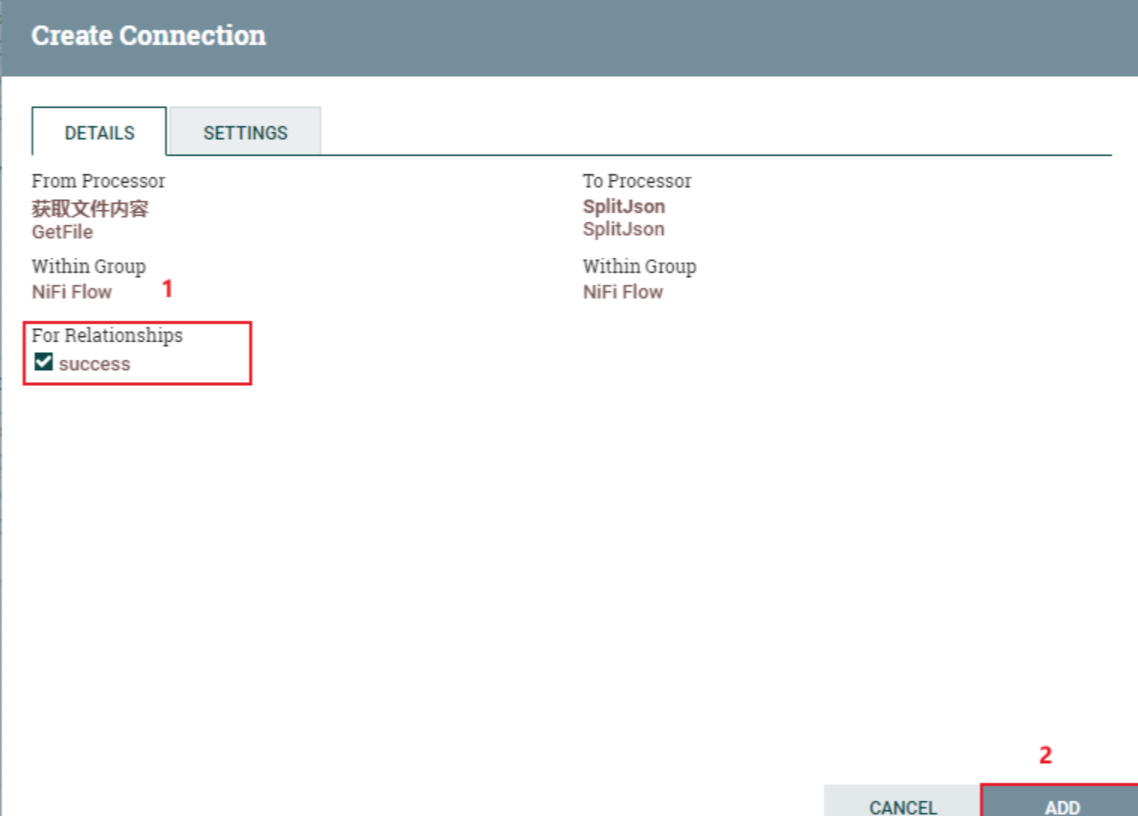 Create Connection
DETAILS
SETTINGS
From Processor
获取文件内容
GetFile
Within Group
NiFi Flow
1
For Relationships
success
To Processor
SplitJson
SplitJson
Within Group
NiFi Flow
2
CANCEL
ADD